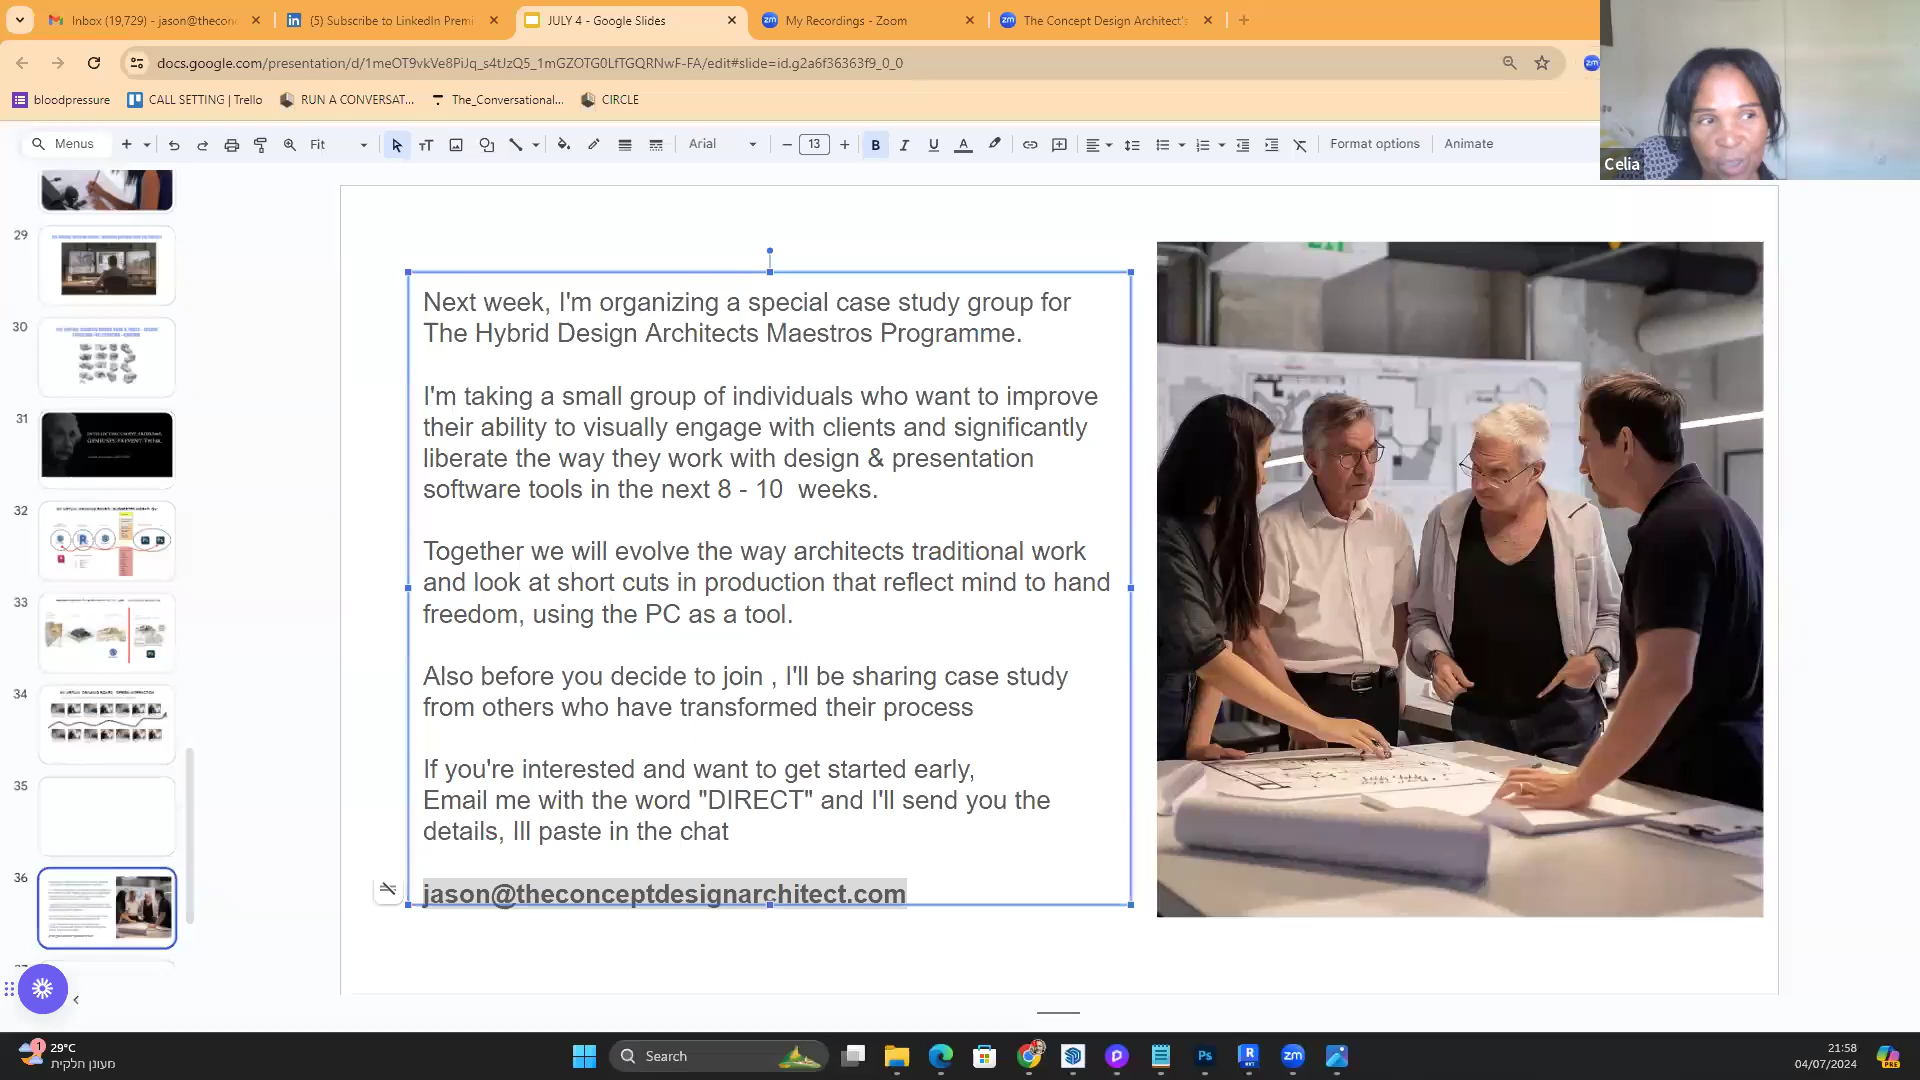 Inbox (19,729) - jason@thecono
(5) Subscribe to LinkedIn Premi
JULY 4 - Google Slides
My Recordings - Zoom
The Concept Design Architect's
docs.google.com/presentation/d/1meOT9vkVe8PiJq_s4tJzQ5_1mGZOTG0LfTGQRNwF-FA/edit#slide=id.g2a6f36363f9_0_0
bloodpressure
CALL SETTING | Trello
RUN A CONVERSAT...
The_Conversational...
CIRCLE
Celia
Menus
Fit
Arial
13
Format options
Animate
29
30
31
32
33
34
35
36
Next week, I'm organizing a special case study group for
The Hybrid Design Architects Maestros Programme.
I'm taking a small group of individuals who want to improve
their ability to visually engage with clients and significantly
liberate the way they work with design & presentation
software tools in the next 8 - 10  weeks.
Together we will evolve the way architects traditional work
and look at short cuts in production that reflect mind to hand
freedom, using the PC as a tool.
Also before you decide to join , I'll be sharing case study
from others who have transformed their process
If you're interested and want to get started early,
Email me with the word "DIRECT" and I'll send you the
details, Ill paste in the chat
jason@theconceptdesignarchitect.com
1
29°C
מעונן חלקית
Search
21:58
04/07/2024